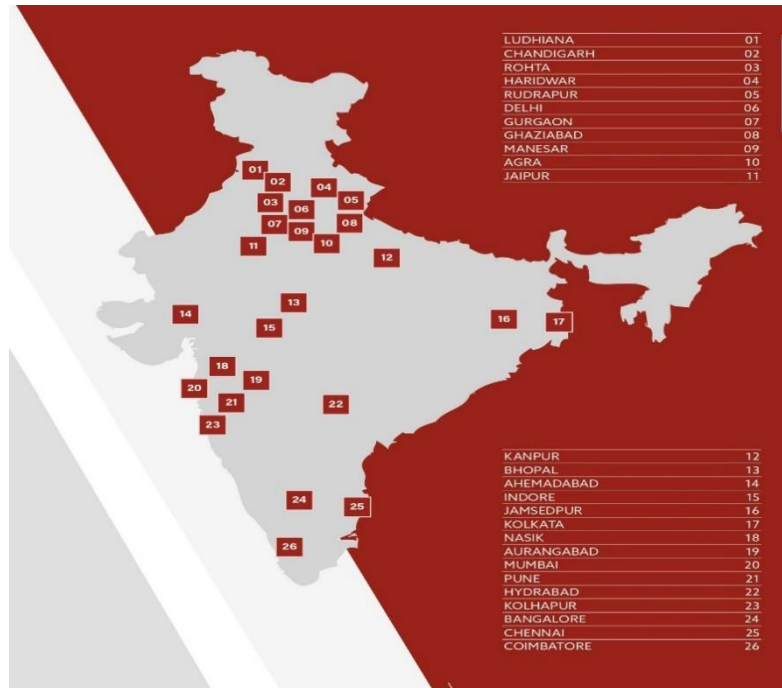 LUDHIANA 01
CHANDIGARH 02
ROHTA 03
HARIDWAR 04
RUDRAPUR 05
DELHI 06
GURGAON 07
GHAZIABAD 08
MANESAR 09
AGRA 10
JAIPUR 11
01
02
04
03
05
06
07
08
09
10
11
12
13
14
15
16
17
18
19
20
21
22
23
24
25
26
KANPUR 12
BHOPAL 13
AHEMADABAD 14
INDORE 15
JAMSEDPUR 16
KOLKATA 17
NASIK 18
AURANGABAD 19
MUMBAI 20
PUNE 21
HYDRABAD 22
KOLHAPUR 23
BANGALORE 24
CHENNAI 25
COIMBATORE 26